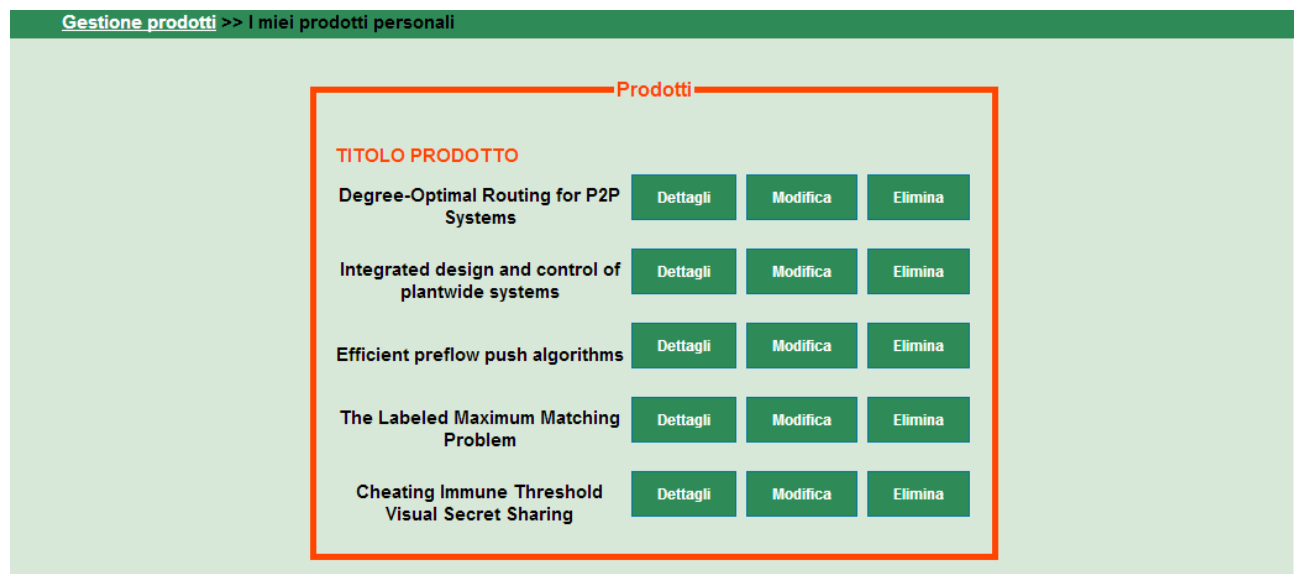 Gestione prodotti >> I miei prodotti personali
Prodotti
TITOLO PRODOTTO
Degree-Optimal Routing for P2P
Systems
Dettagli Modifica Elimina
Integrated design and control of
plantwide systems
Dettagli Modifica Elimina
Efficient preflow push algorithms
Dettagli Modifica Elimina
The Labeled Maximum Matching
Problem
Dettagli Modifica Elimina
Cheating Immune Threshold
Visual Secret Sharing
Dettagli Modifica Elimina